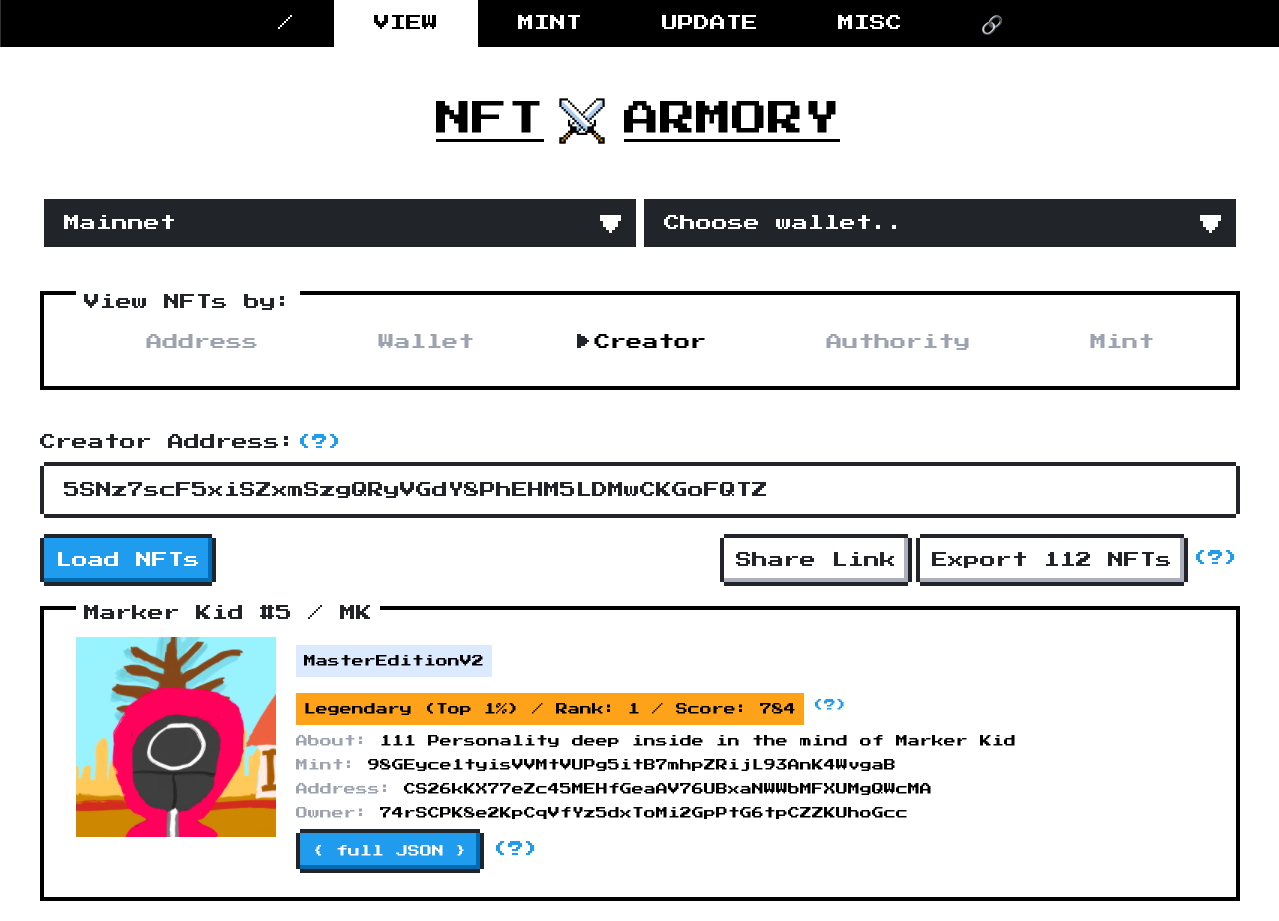 / VIEW MINT UPDATE MISC
NFT ARMORY
Mainnet Choose wallet..
View NFTs by:
Address Wallet Creator Authority Mint
Creator Address: (?)
5SNz7scF5xiSZxmSzgQRyVGdY8PhEHM5LDMwCKGoFQTZ
Load NFTs Share Link Export 112 NFTs (?)
Marker Kid #5 / MK
MasterEditionV2
Legendary (Top 1%) / Rank: 1 / Score: 784 (?)
About: 111 Personality deep inside in the mind of Marker Kid
Mint: 98GEyce1tyisVVMtVUPg5itB7mhpZRijL93AnK4WvgaB
Address: CS26kKX77eZc45MEHfGeaAV76UBxaNWWbMFXUMgQWcMA
Owner: 74rSCPK8e2KpCqVfYz5dxToMi2GpPtG6tpCZZKUhoGcc
{ full JSON } (?)